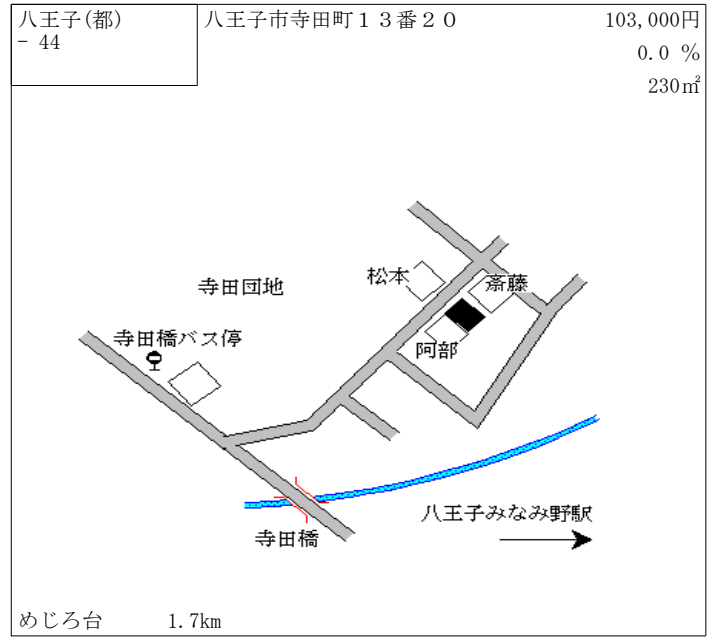 八王子(都)
- 44
八王子市寺田町１３番２０
103,000円
0.0 %
230㎡
松本
斎藤
寺田団地
寺田橋バス停
阿部
八王子みなみ野駅
寺田橋
めじろ台 1.7km